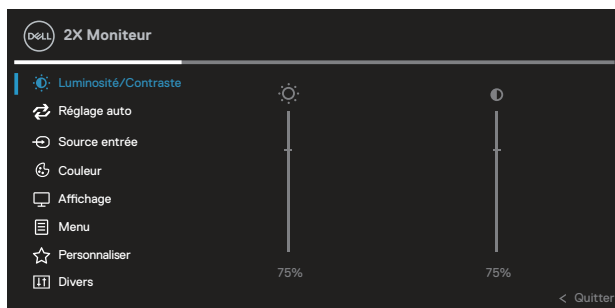 DELL
2X Moniteur
Luminosité/Contraste
Réglage auto
Source entrée
Couleur
Affichage
Menu
Personnaliser
Divers
75%
75%
< Quitter